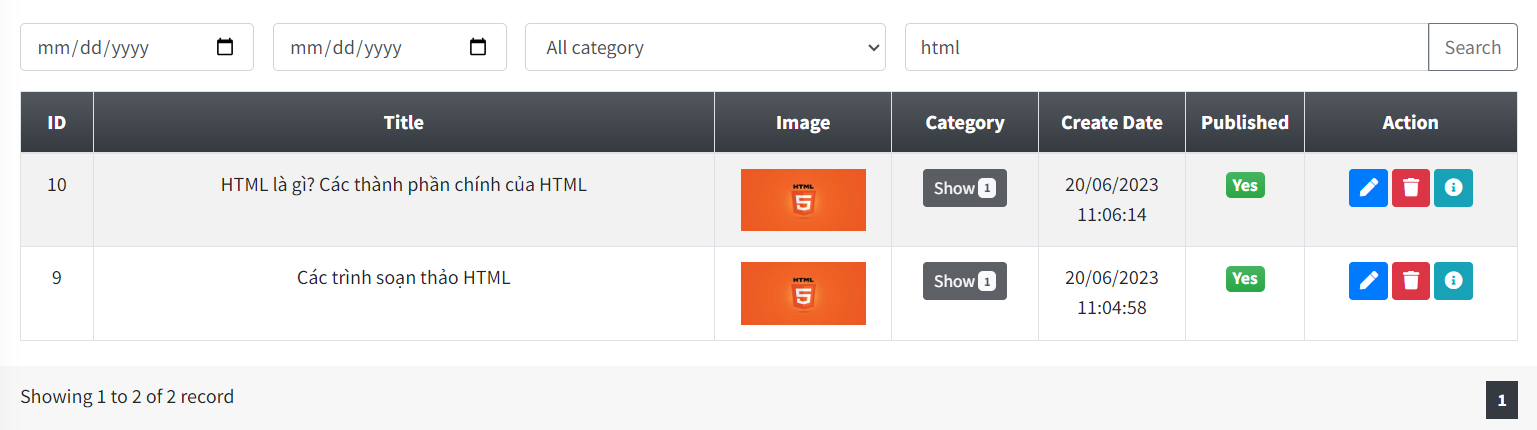 mm/dd/yyyy mm/dd/yyyy All category html Search
ID Title Image Category Create Date Published Action
10 HTML là gì? Các thành phần chính của HTML HTML 5 Show 1 20/06/2023 Yes
11:06:14
9 Các trình soạn thảo HTML HTML 5 Show 1 20/06/2023 Yes
11:04:58
Showing 1 to 2 of 2 record 1